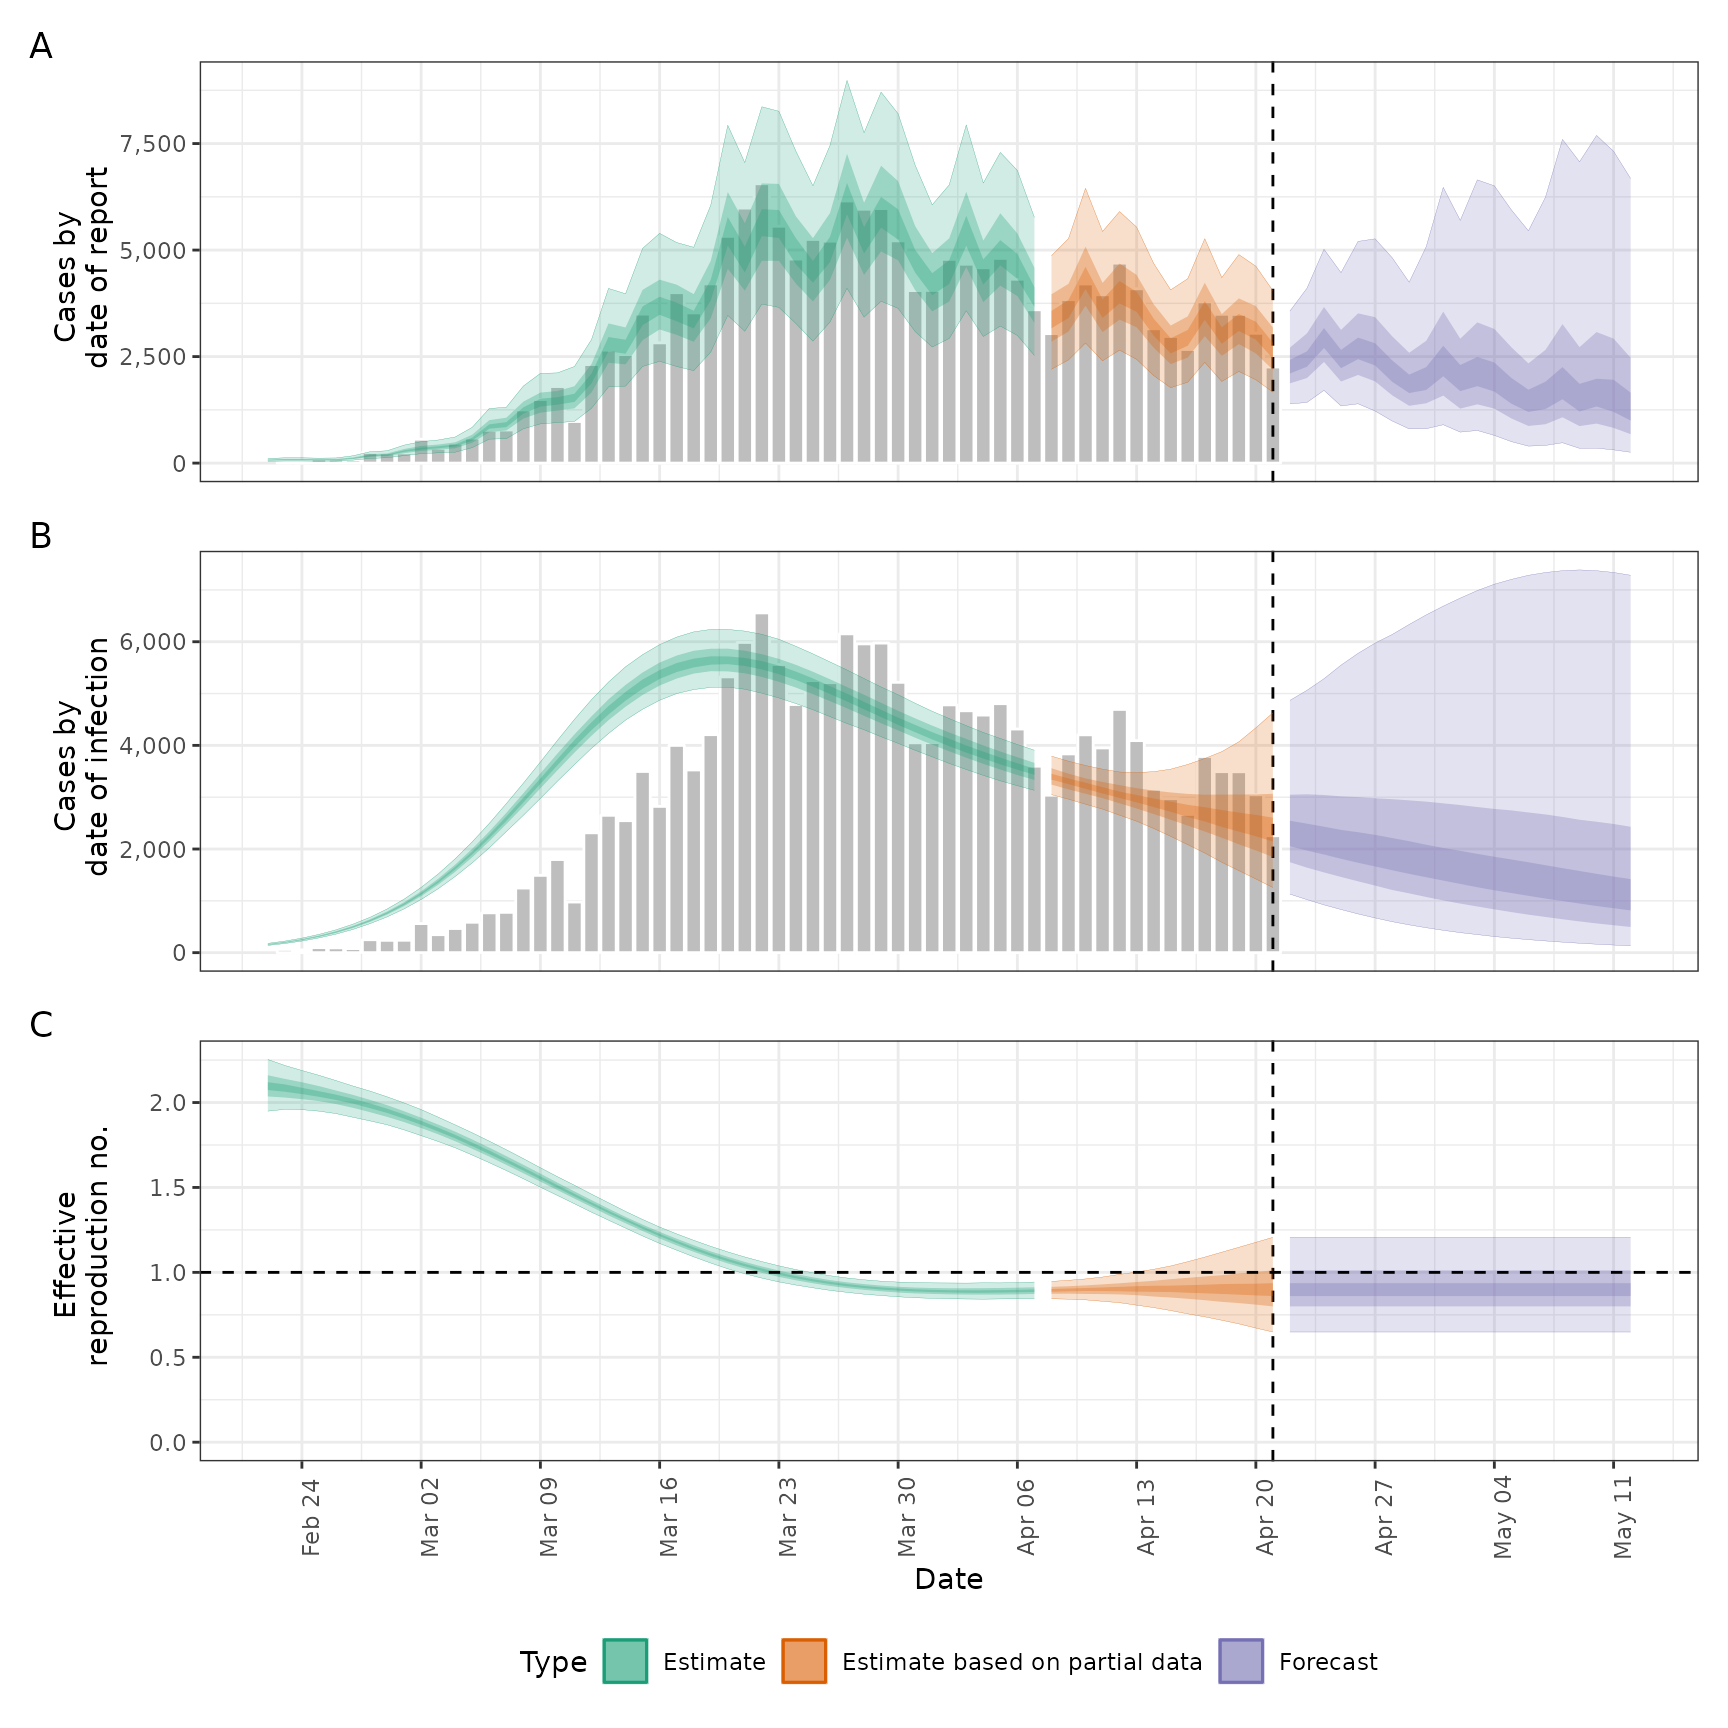 A
Cases by
date of report
7,500
5,000
2,500
0
B
Cases by
date of infection
6,000
4,000
2,000
0
C
Effective
reproduction no.
2.0
1.5
1.0
0.5
0.0
Feb 24
Mar 02
Mar 09
Mar 16
Mar 23
Mar 30
Apr 06
Apr 13
Apr 20
Apr 27
May 04
May 11
Date
Type Estimate Estimate based on partial data Forecast